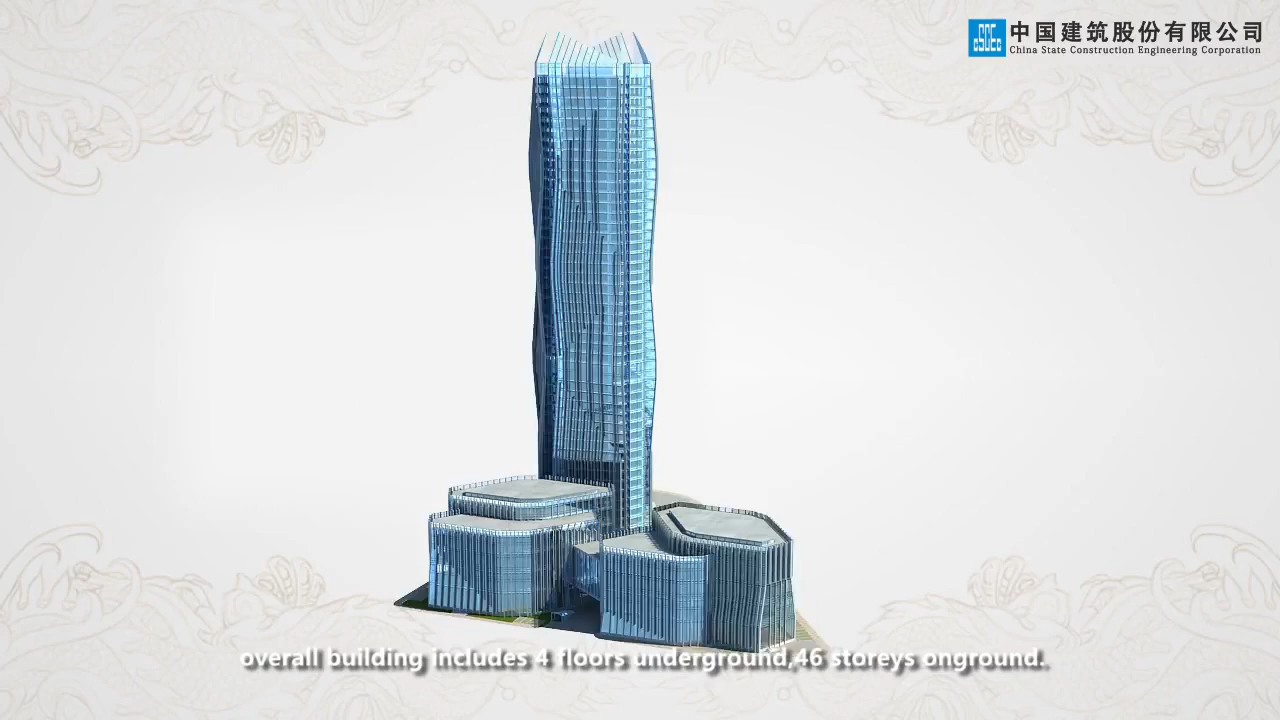 中国建筑股份有限公司
China State Construction Engineering Corporation
CSCEC
overall building includes 4 floors underground,46 storeys onground.